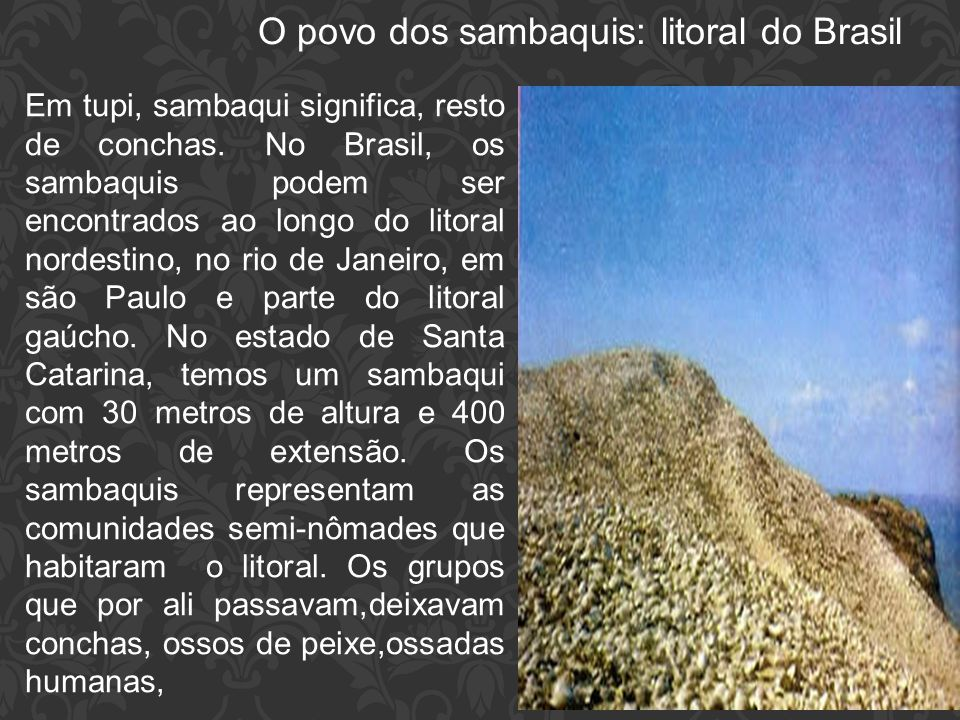 O povo dos sambaquis: litoral do Brasil
Em tupi, sambaqui significa, resto
de conchas. No Brasil, os
sambaquis podem ser
encontrados ao longo do litoral
nordestino, no rio de Janeiro, em
são Paulo e parte do litoral
gaúcho. No estado de Santa
Catarina, temos um sambaqui
com 30 metros de altura e 400
metros de extensão. Os
sambaquis representam as
comunidades semi-nômades que
habitaram o litoral. Os grupos
que por ali passavam,deixavam
conchas, ossos de peixe,ossadas
humanas,